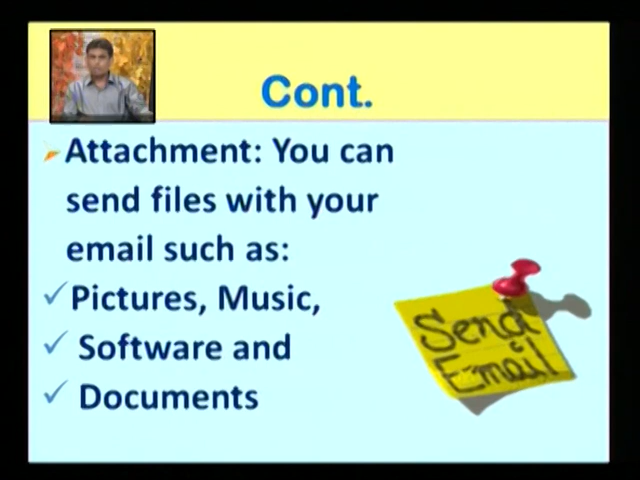 Cont.
Attachment: You can
send files with your
email such as:
Pictures, Music,
Software and
Documents
Send
Email